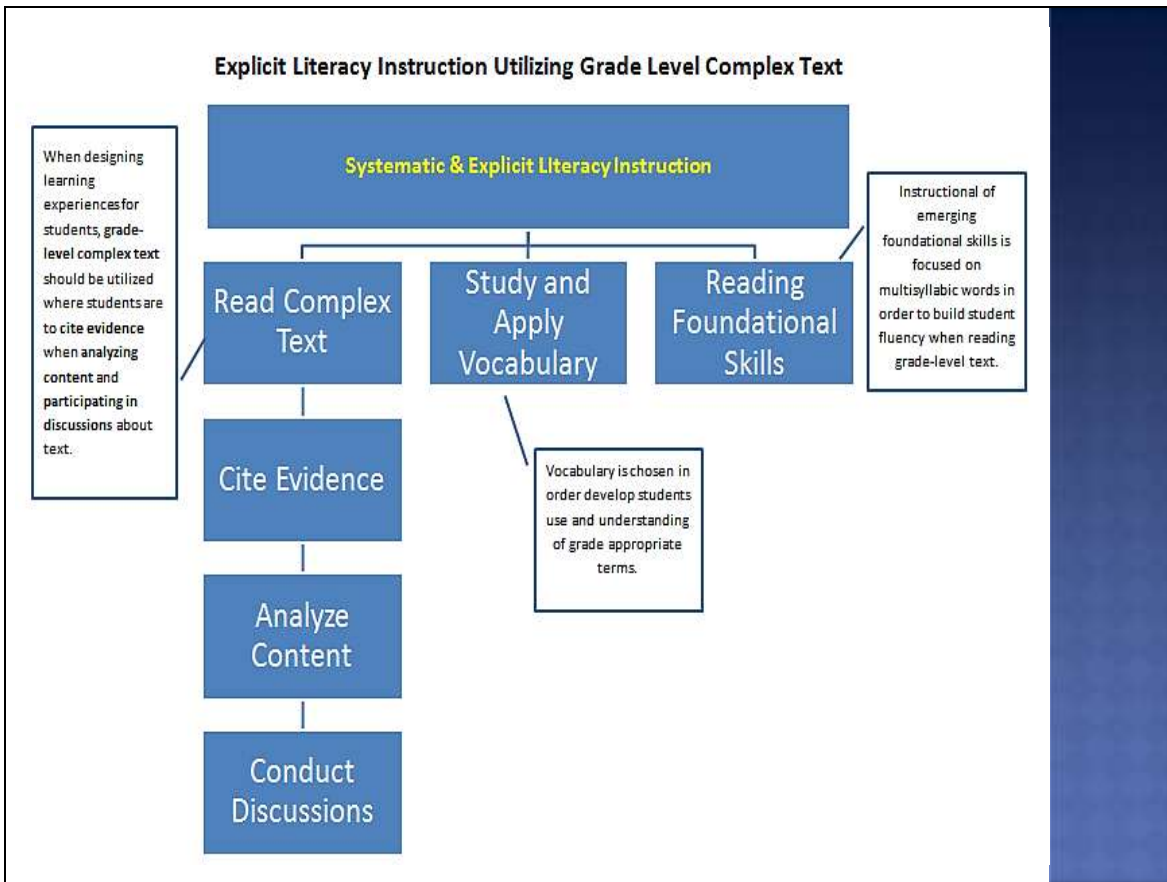 Explicit Literacy Instruction Utilizing Grade Level Complex Text
Systematic & Explicit LIteracy Instruction
When designing
learning
experiences for
students, grade-
level complex text
should be utilized
where students are
to cite evidence
when analyzing
content and
participating in
discussions about
text.
Read Complex
Text
Study and
Apply
Vocabulary
Reading
Foundational
Skills
Instructional of
emerging
foundational skills is
focused on
multisyllabic words in
order to build student
fluency when reading
grade-level text.
Cite Evidence
Vocabulary is chosen in
order develop students
use and understanding
of grade appropriate
terms.
Analyze
Content
Conduct
Discussions